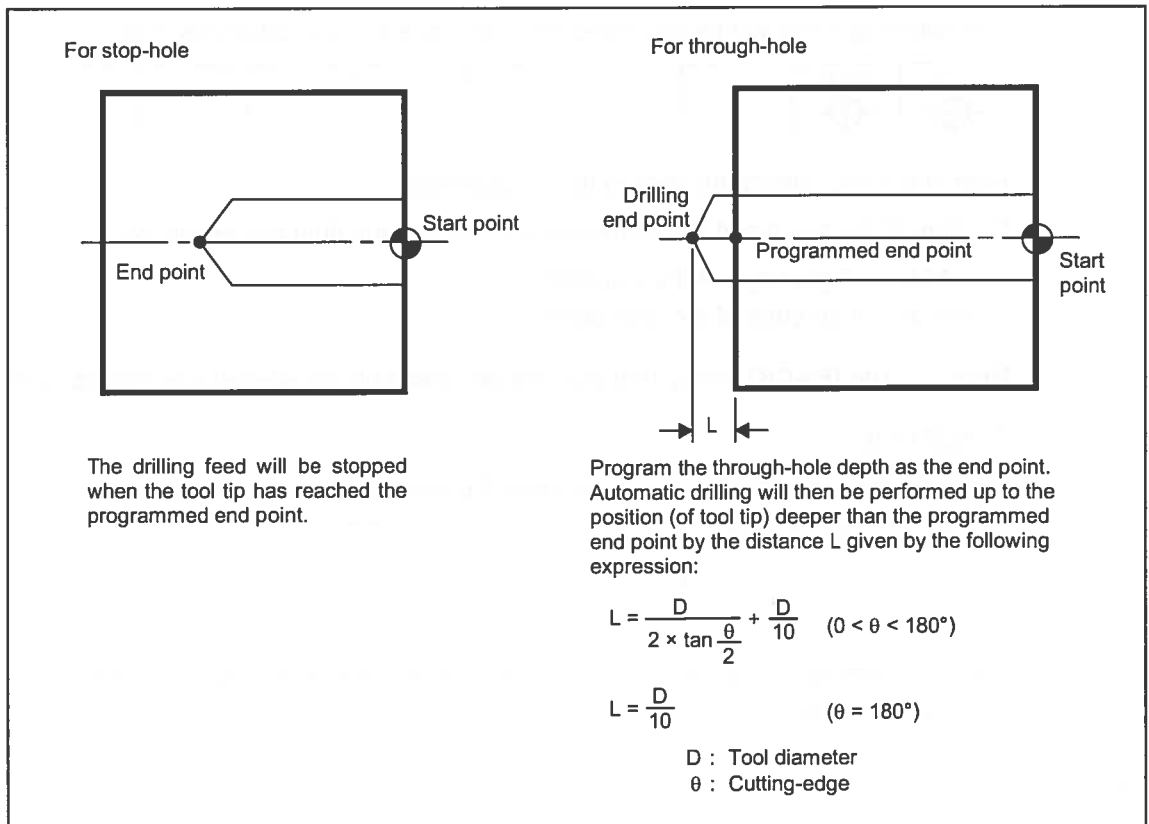 For stop-hole
Start point
End point
The drilling feed will be stopped
when the tool tip has reached the
programmed end point.
For through-hole
Drilling
end point
Programmed end point
Start
point
L
Program the through-hole depth as the end point.
Automatic drilling will then be performed up to the
position (of tool tip) deeper than the programmed
end point by the distance L given by the following
expression:
L = D / (2 × tan θ/2) + D/10 (0 < θ < 180°)
L = D/10 (θ = 180°)
D : Tool diameter
θ : Cutting-edge